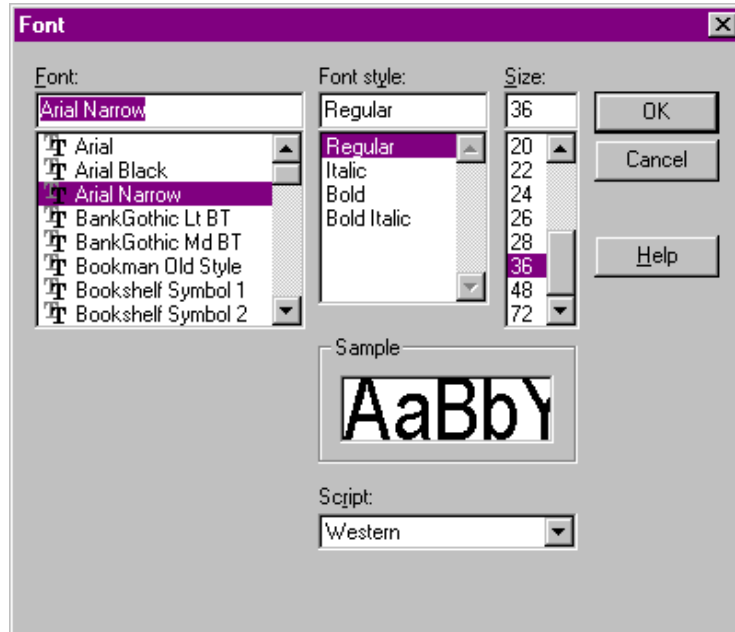 Font
Font:
Arial Narrow
Arial
Arial Black
Arial Narrow
BankGothic Lt BT
BankGothic Md BT
Bookman Old Style
Bookshelf Symbol 1
Bookshelf Symbol 2
Font style:
Regular
Regular
Italic
Bold
Bold Italic
Size:
36
20
22
24
26
28
36
48
72
OK
Cancel
Help
Sample
AaBbY
Script:
Western